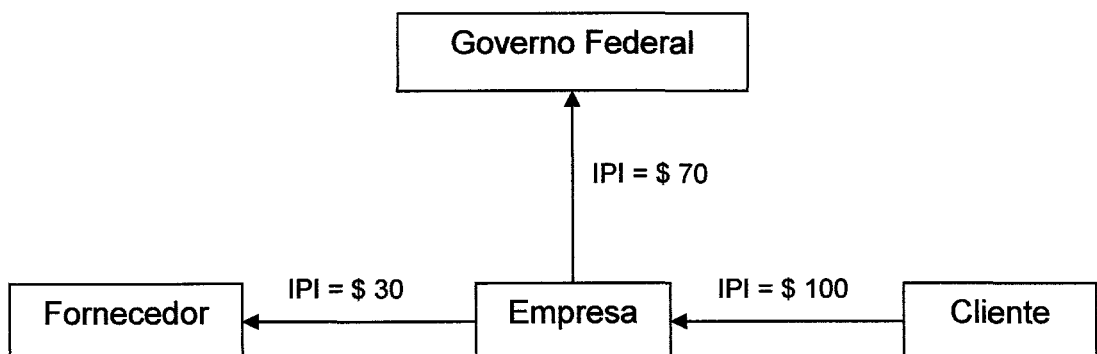 Governo Federal
IPI = $ 70
IPI = $ 30
IPI = $ 100
Fornecedor
Empresa
Cliente